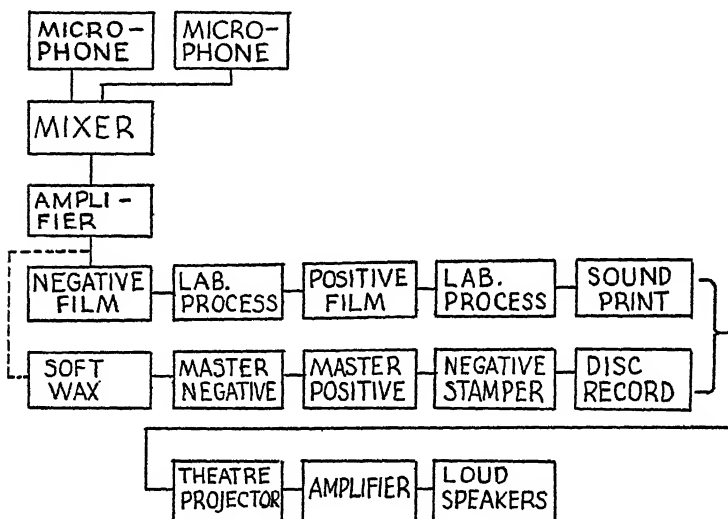 MICRO-
PHONE
MICRO-
PHONE
MIXER
AMPLI-
FIER
NEGATIVE
FILM
LAB.
PROCESS
POSITIVE
FILM
LAB.
PROCESS
SOUND
PRINT
SOFT
WAX
MASTER
NEGATIVE
MASTER
POSITIVE
NEGATIVE
STAMPER
DISC
RECORD
THEATRE
PROJECTOR
AMPLIFIER
LOUD
SPEAKERS